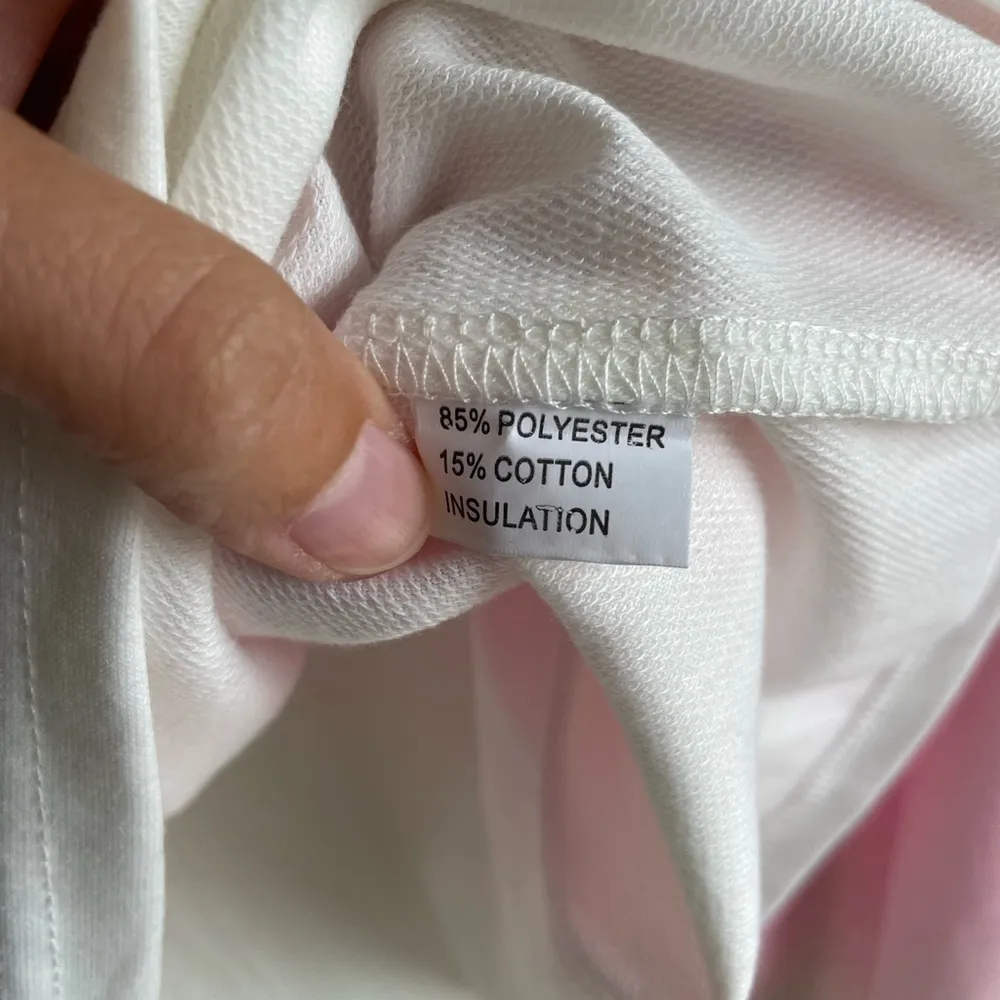 85% POLYESTER
15% COTTON
INSULATION